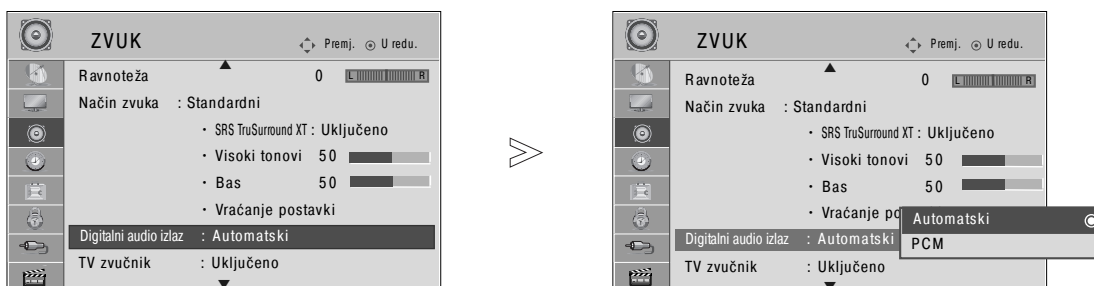 ZVUK Premj. U redu.
Ravnoteža 0 L R
Način zvuka : Standardni
• SRS TruSurround XT : Uključeno
• Visoki tonovi 50
• Bas 50
• Vraćanje postavki
Digitalni audio izlaz : Automatski
TV zvučnik : Uključeno
ZVUK Premj. U redu.
Ravnoteža 0 L R
Način zvuka : Standardni
• SRS TruSurround XT : Uključeno
• Visoki tonovi 50
• Bas 50
• Vraćanje po
Digitalni audio izlaz : Automatski
TV zvučnik : Uključeno
Automatski
PCM